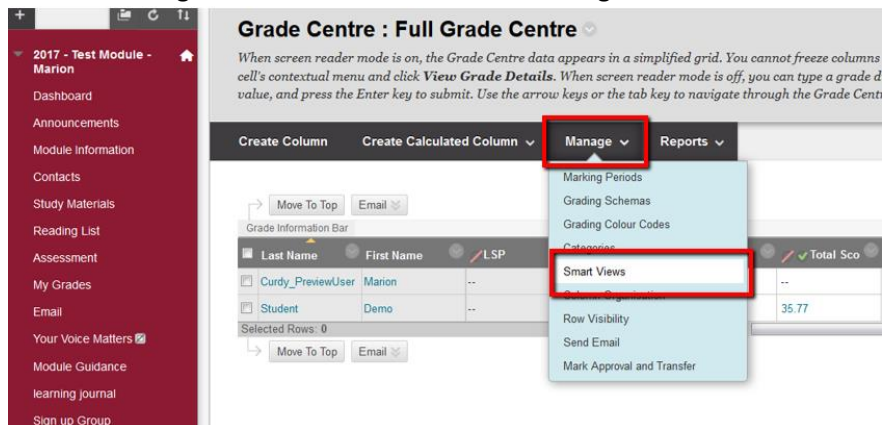 2017 - Test Module -
Marion
Dashboard
Announcements
Module Information
Contacts
Study Materials
Reading List
Assessment
My Grades
Email
Your Voice Matters
Module Guidance
learning journal
Sign up Group
Grade Centre : Full Grade Centre
When screen reader mode is on, the Grade Centre data appears in a simplified grid. You cannot freeze columns
cell's contextual menu and click View Grade Details. When screen reader mode is off, you can type a grade d
value, and press the Enter key to submit. Use the arrow keys or the tab key to navigate through the Grade Cent
Create Column Create Calculated Column Manage Reports
Move To Top Email
Grade Information Bar
Last Name First Name LSP Total Sco
Curdy_PreviewUser Marion -- --
Student Demo -- 35.77
Selected Rows: 0
Move To Top Email
Marking Periods
Grading Schemas
Grading Colour Codes
Categories
Smart Views
Column Organisation
Row Visibility
Send Email
Mark Approval and Transfer